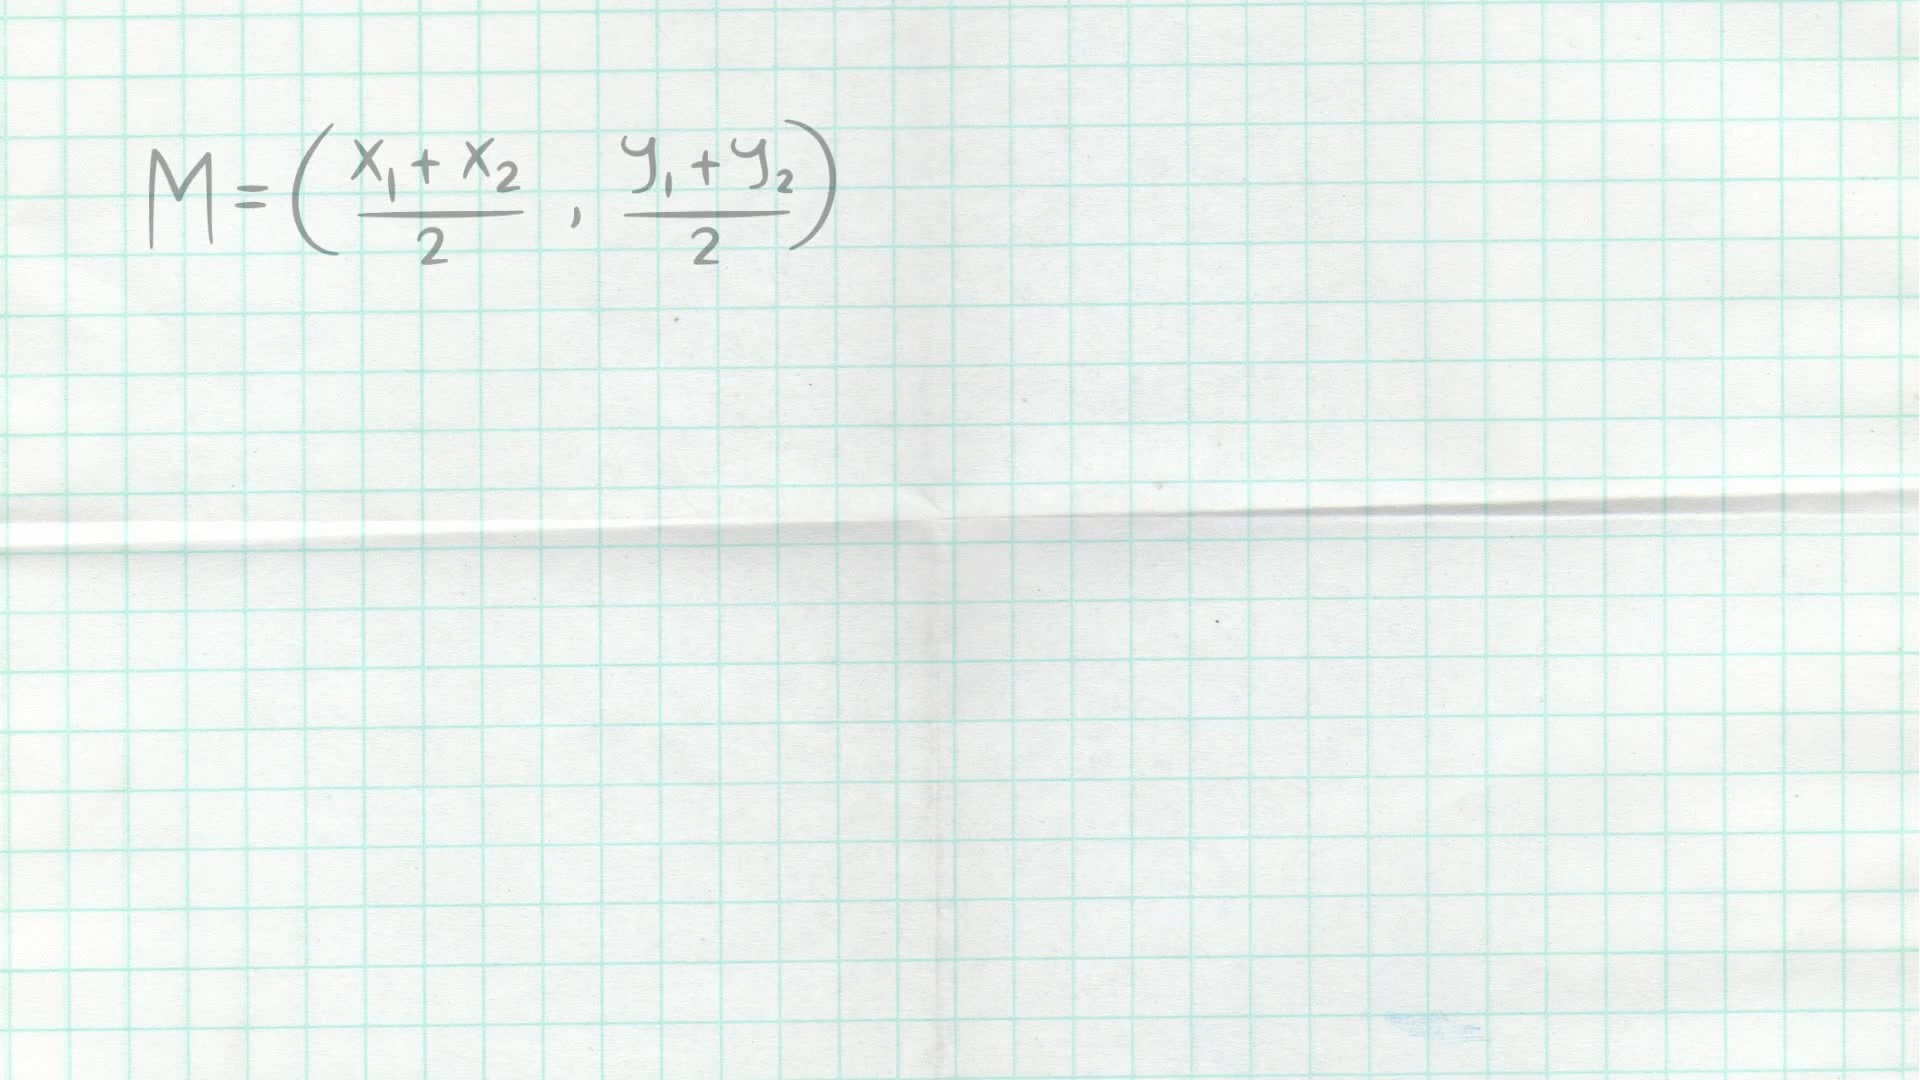 M = ( x₁ + x₂ / 2 , y₁ + y₂ / 2 )